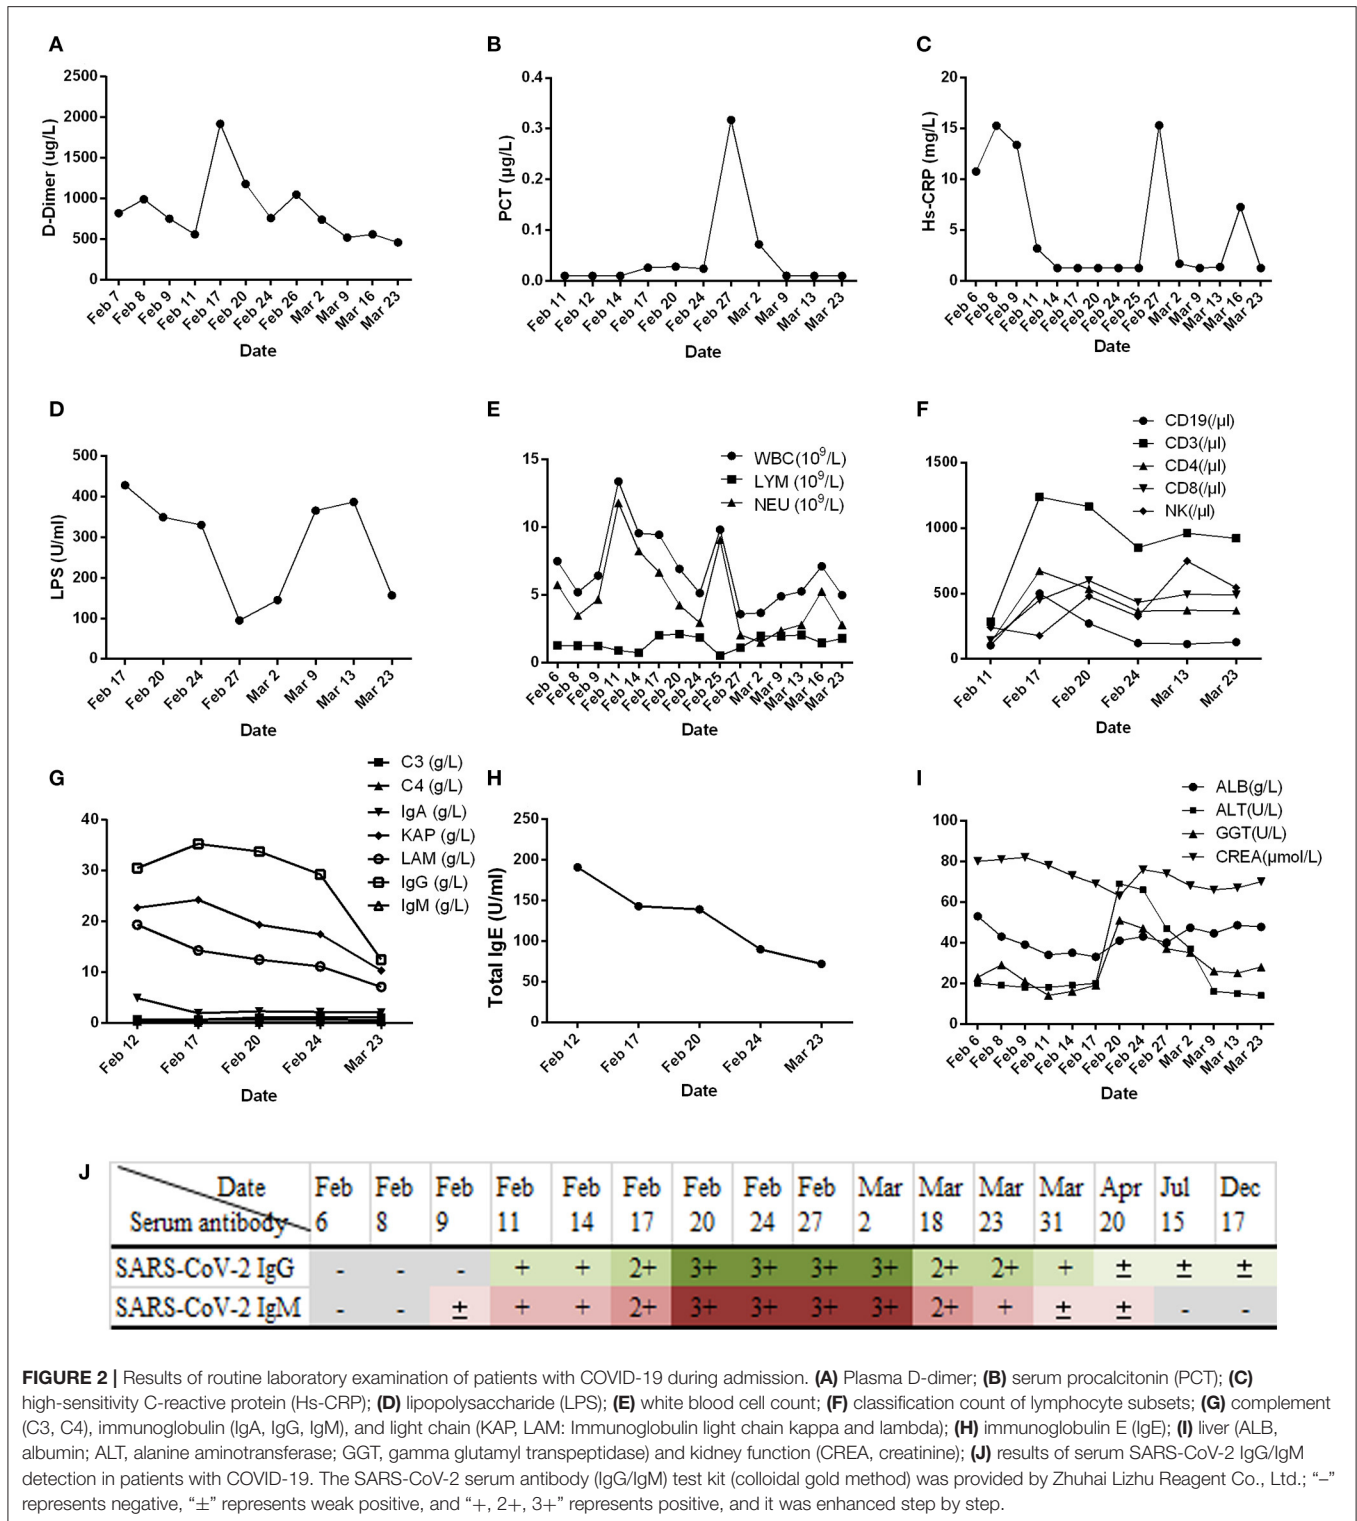 A
2500
2000
1500
1000
500
0
D-Dimer (ug/L)
Feb 7
Feb 8
Feb 9
Feb 11
Feb 17
Feb 20
Feb 24
Feb 26
Mar 2
Mar 9
Mar 16
Mar 23
Date
B
0.4
0.3
0.2
0.1
0.0
PCT (μg/L)
Feb 11
Feb 12
Feb 14
Feb 17
Feb 20
Feb 24
Feb 27
Mar 2
Mar 9
Mar 13
Mar 23
Date
C
20
15
10
5
0
Hs-CRP (mg/L)
Feb 6
Feb 8
Feb 9
Feb 11
Feb 14
Feb 17
Feb 20
Feb 24
Feb 25
Feb 27
Mar 2
Mar 9
Mar 13
Mar 16
Mar 23
Date
D
500
400
300
200
100
0
LPS (U/ml)
Feb 17
Feb 20
Feb 24
Feb 27
Mar 2
Mar 9
Mar 13
Mar 23
Date
E
WBC(10⁹/L)
LYM (10⁹/L)
NEU (10⁹/L)
15
10
5
0
Feb 6
Feb 8
Feb 9
Feb 11
Feb 14
Feb 17
Feb 20
Feb 24
Feb 25
Feb 27
Mar 2
Mar 9
Mar 13
Mar 16
Mar 23
Date
F
CD19(/μl)
CD3(/μl)
CD4(/μl)
CD8(/μl)
NK(/μl)
1500
1000
500
0
Feb 11
Feb 17
Feb 20
Feb 24
Mar 13
Mar 23
Date
G
C3 (g/L)
C4 (g/L)
IgA (g/L)
KAP (g/L)
LAM (g/L)
IgG (g/L)
IgM (g/L)
40
30
20
10
0
Feb 12
Feb 17
Feb 20
Feb 24
Mar 23
Date
H
250
200
150
100
50
0
Total IgE (U/ml)
Feb 12
Feb 17
Feb 20
Feb 24
Mar 23
Date
I
ALB(g/L)
ALT(U/L)
GGT(U/L)
CREA(μmol/L)
100
80
60
40
20
0
Feb 6
Feb 8
Feb 9
Feb 11
Feb 14
Feb 17
Feb 20
Feb 24
Feb 27
Mar 2
Mar 9
Mar 13
Mar 23
Date
J
Date Feb Feb Feb Feb Feb Feb Feb Feb Feb Mar Mar Mar Mar Apr Jul Dec
Serum antibody 6 8 9 11 14 17 20 24 27 2 18 23 31 20 15 17
SARS-CoV-2 IgG - - - + + 2+ 3+ 3+ 3+ 3+ 2+ 2+ + ± ± ±
SARS-CoV-2 IgM - - ± + + 2+ 3+ 3+ 3+ 3+ 2+ + ± ± - -
FIGURE 2 | Results of routine laboratory examination of patients with COVID-19 during admission. (A) Plasma D-dimer; (B) serum procalcitonin (PCT); (C)
high-sensitivity C-reactive protein (Hs-CRP); (D) lipopolysaccharide (LPS); (E) white blood cell count; (F) classification count of lymphocyte subsets; (G) complement
(C3, C4), immunoglobulin (IgA, IgG, IgM), and light chain (KAP, LAM: Immunoglobulin light chain kappa and lambda); (H) immunoglobulin E (IgE); (I) liver (ALB,
albumin; ALT, alanine aminotransferase; GGT, gamma glutamyl transpeptidase) and kidney function (CREA, creatinine); (J) results of serum SARS-CoV-2 IgG/IgM
detection in patients with COVID-19. The SARS-CoV-2 serum antibody (IgG/IgM) test kit (colloidal gold method) was provided by Zhuhai Lizhu Reagent Co., Ltd.; “–”
represents negative, “±” represents weak positive, and “+, 2+, 3+” represents positive, and it was enhanced step by step.